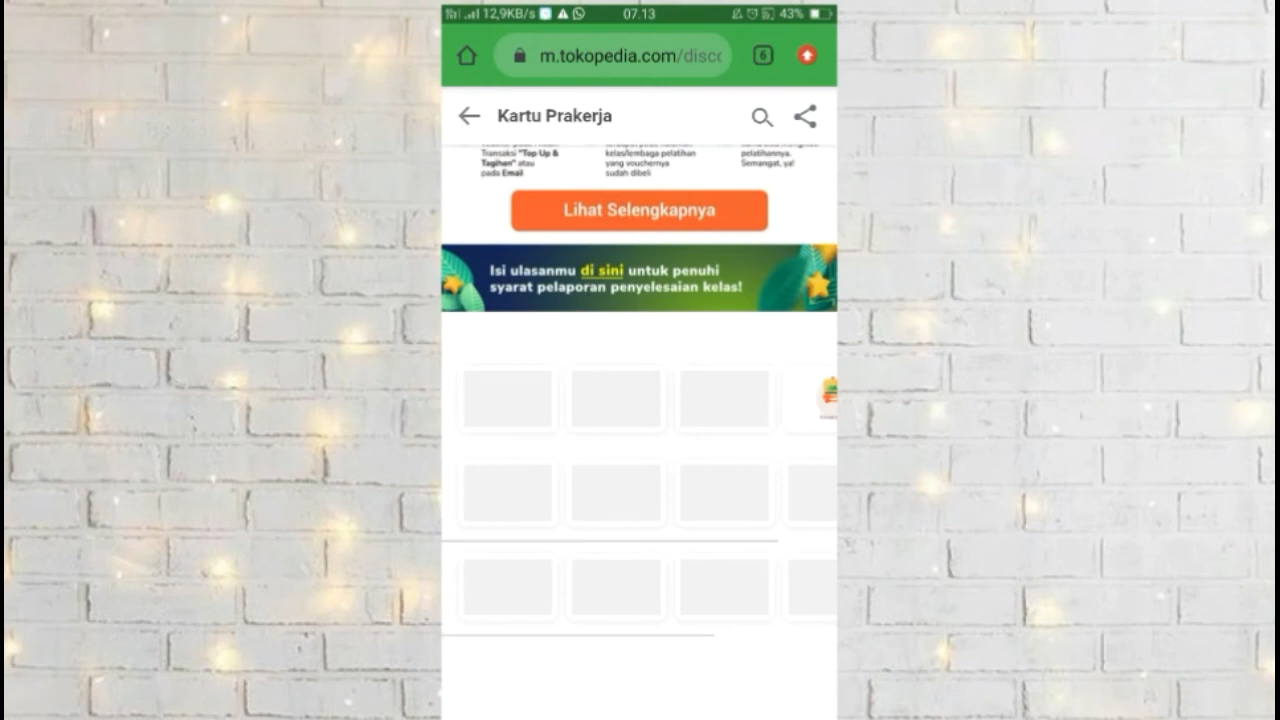 12,9KB/s
07.13
43%
m.tokopedia.com/disco
6
Kartu Prakerja
Transaksi "Top Up &
Tagihan" atau
pada Email
kelas/lembaga pelatihan
yang vouchernya
sudah dibeli
pelatihannya.
Semangat, ya!
Lihat Selengkapnya
Isi ulasanmu di sini untuk penuhi
syarat pelaporan penyelesaian kelas!